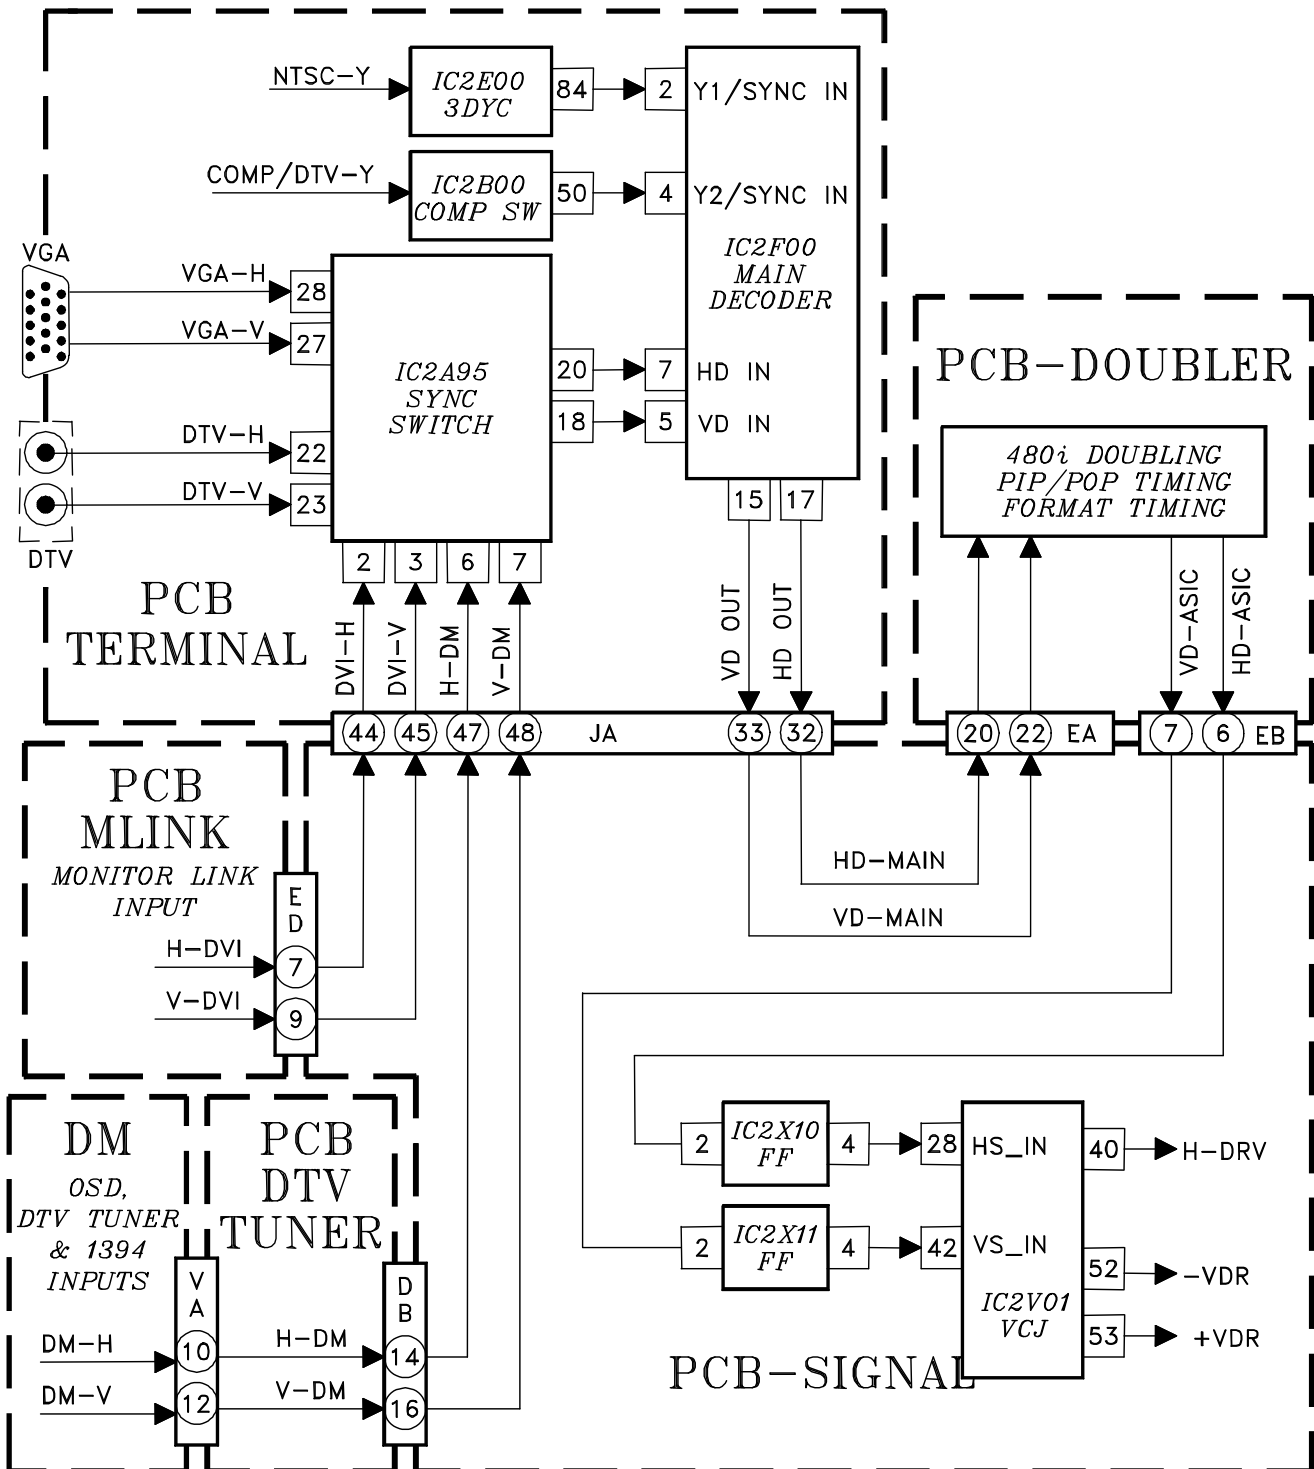 NTSC-Y
IC2E00
3DYC
84
2
Y1/SYNC IN
COMP/DTV-Y
IC2B00
COMP SW
50
4
Y2/SYNC IN
IC2F00
MAIN
DECODER
VGA
VGA-H
28
VGA-V
27
IC2A95
SYNC
SWITCH
20
7
HD IN
18
5
VD IN
DTV-H
22
DTV-V
23
DTV
15
17
2
3
6
7
PCB
TERMINAL
DVI-H
DVI-V
H-DM
V-DM
VD OUT
HD OUT
PCB-DOUBLER
480i DOUBLING
PIP/POP TIMING
FORMAT TIMING
VD-ASIC
HD-ASIC
44
45
47
48
JA
33
32
20
22
EA
7
6
EB
PCB
MLINK
MONITOR LINK
INPUT
ED
H-DVI
7
V-DVI
9
HD-MAIN
VD-MAIN
DM
OSD,
DTV TUNER
& 1394
INPUTS
PCB
DTV
TUNER
VA
DB
DM-H
10
H-DM
14
DM-V
12
V-DM
16
2
IC2X10
FF
4
28
HS_IN
40
H-DRV
2
IC2X11
FF
4
42
VS_IN
52
-VDR
IC2V01
VCJ
53
+VDR
PCB-SIGNAL